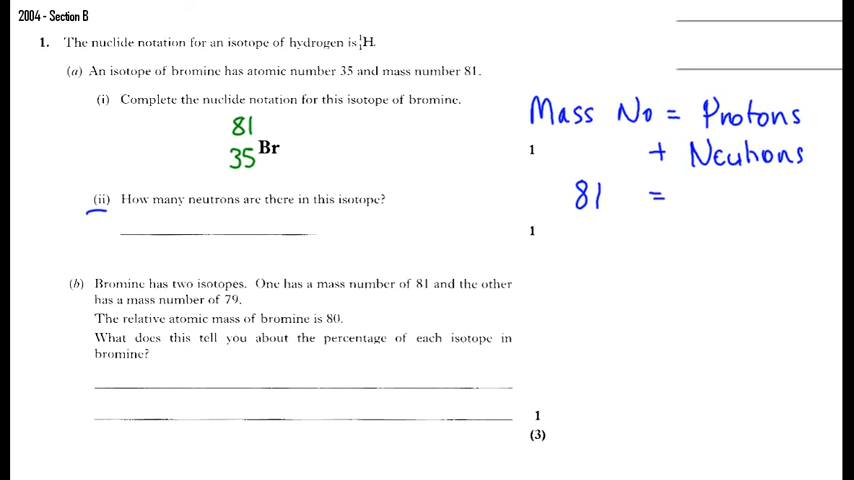 2004 - Section B
1. The nuclide notation for an isotope of hydrogen is ¹₁H.
(a) An isotope of bromine has atomic number 35 and mass number 81.
(i) Complete the nuclide notation for this isotope of bromine.
81
35 Br
Mass No = Protons
1
+ Neutrons
(ii) How many neutrons are there in this isotope?
81 =
1
(b) Bromine has two isotopes. One has a mass number of 81 and the other
has a mass number of 79.
The relative atomic mass of bromine is 80.
What does this tell you about the percentage of each isotope in
bromine?
1
(3)